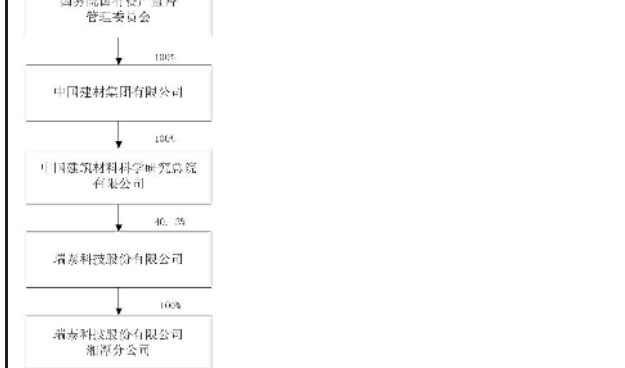 管理委员会
100%
中国建材集团有限公司
100%
中国建筑材料科学研究总院
有限公司
瑞泰科技股份有限公司
100%
瑞泰科技股份有限公司
湘潭分公司